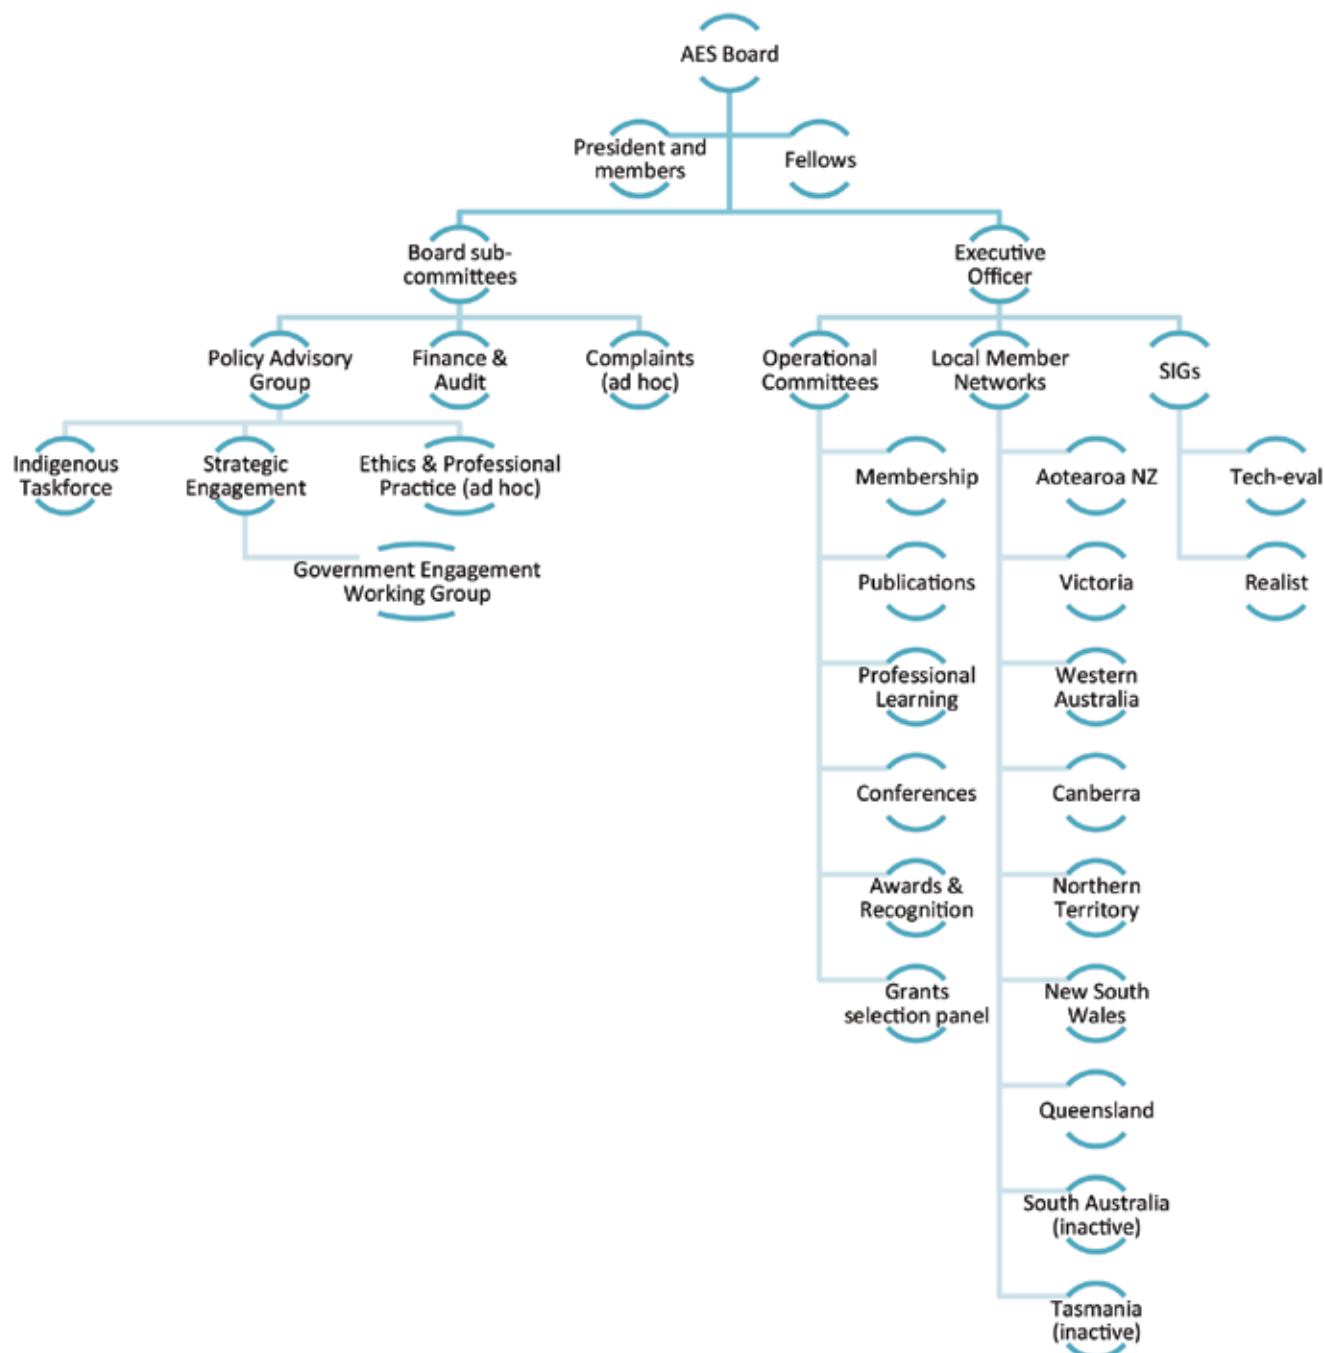 AES Board
President and
members
Fellows
Board sub-
committees
Executive
Officer
Policy Advisory
Group
Finance &
Audit
Complaints
(ad hoc)
Operational
Committees
Local Member
Networks
SIGs
Indigenous
Taskforce
Strategic
Engagement
Ethics & Professional
Practice (ad hoc)
Government Engagement
Working Group
Membership
Publications
Professional
Learning
Conferences
Awards &
Recognition
Grants
selection panel
Aotearoa NZ
Victoria
Western
Australia
Canberra
Northern
Territory
New South
Wales
Queensland
South Australia
(inactive)
Tasmania
(inactive)
Tech-eval
Realist